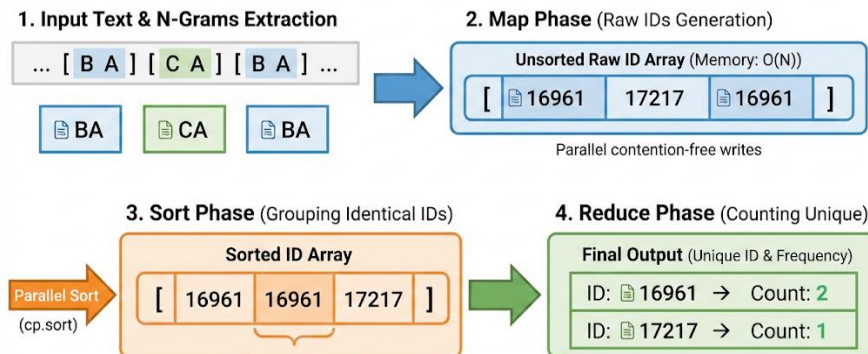 1. Input Text & N-Grams Extraction
... [ B A ] [ C A ] [ B A ] ...
BA CA BA
2. Map Phase (Raw IDs Generation)
Unsorted Raw ID Array (Memory: O(N))
[ 16961 17217 16961 ]
Parallel contention-free writes
3. Sort Phase (Grouping Identical IDs)
Parallel Sort
(cp.sort)
Sorted ID Array
[ 16961 16961 17217 ]
4. Reduce Phase (Counting Unique)
Final Output (Unique ID & Frequency)
ID: 16961 → Count: 2
ID: 17217 → Count: 1